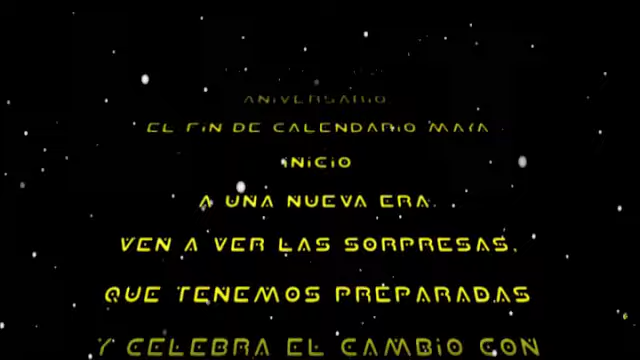 ANIVERSARIO
EL FIN DE CALENDARIO MAYA
INICIO
A UNA NUEVA ERA.
VEN A VER LAS SORPRESAS.
QUE TENEMOS PREPARADAS
Y CELEBRA EL CAMBIO CON